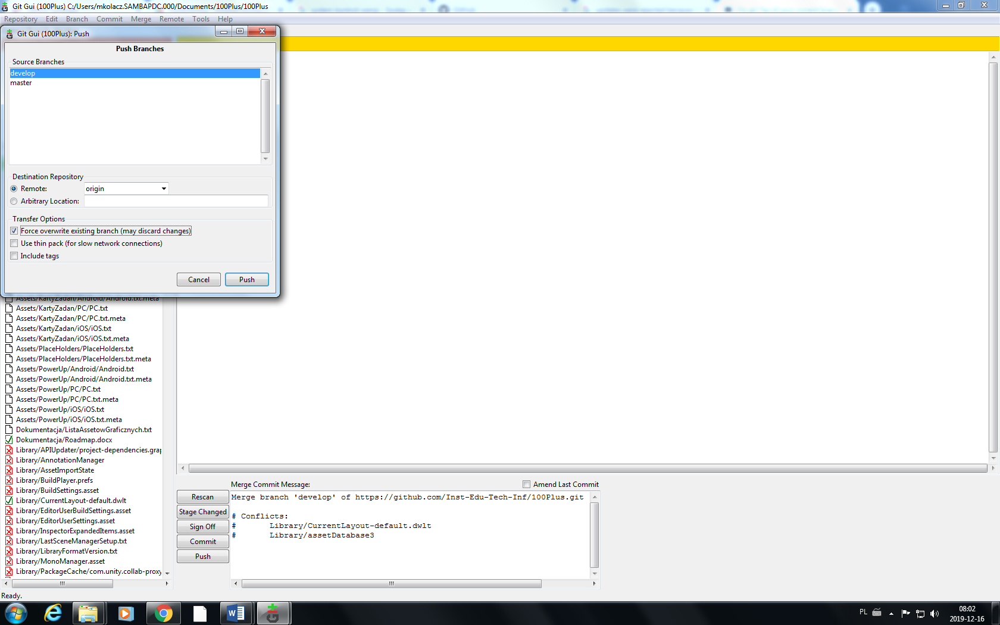 Git Gui (100Plus) C:/Users/mkolacz.SAMBAPDC.000/Documents/100Plus/100Plus
Repository Edit Branch Commit Merge Remote Tools Help
Git Gui (100Plus): Push
Push Branches
Source Branches
develop
master
Destination Repository
Remote: origin
Arbitrary Location:
Transfer Options
Force overwrite existing branch (may discard changes)
Use thin pack (for slow network connections)
Include tags
Cancel Push
Assets/KartyZadan/Android/Android.txt.meta
Assets/KartyZadan/PC/PC.txt
Assets/KartyZadan/PC/PC.txt.meta
Assets/KartyZadan/iOS/iOS.txt
Assets/KartyZadan/iOS/iOS.txt.meta
Assets/PlaceHolders/PlaceHolders.txt
Assets/PlaceHolders/PlaceHolders.txt.meta
Assets/PowerUp/Android/Android.txt
Assets/PowerUp/Android/Android.txt.meta
Assets/PowerUp/PC/PC.txt
Assets/PowerUp/PC/PC.txt.meta
Assets/PowerUp/iOS/iOS.txt
Assets/PowerUp/iOS/iOS.txt.meta
Dokumentacja/ListaAssetowGraficznych.txt
Dokumentacja/Roadmap.docx
Library/APIUpdater/project-dependencies.grap
Library/AnnotationManager
Library/AssetImportState
Library/BuildPlayer.prefs
Library/BuildSettings.asset
Library/CurrentLayout-default.dwlt
Library/EditorUserBuildSettings.asset
Library/EditorUserSettings.asset
Library/InspectorExpandedItems.asset
Library/LastSceneManagerSetup.txt
Library/LibraryFormatVersion.txt
Library/MonoManager.asset
Library/PackageCache/com.unity.collab-proxy
Merge Commit Message: Amend Last Commit
Rescan
Stage Changed
Sign Off
Commit
Push
Merge branch 'develop' of https://github.com/Inst-Edu-Tech-Inf/100Plus.git
# Conflicts:
# Library/CurrentLayout-default.dwlt
# Library/assetDatabase3
Ready.
PL
08:02
2019-12-16